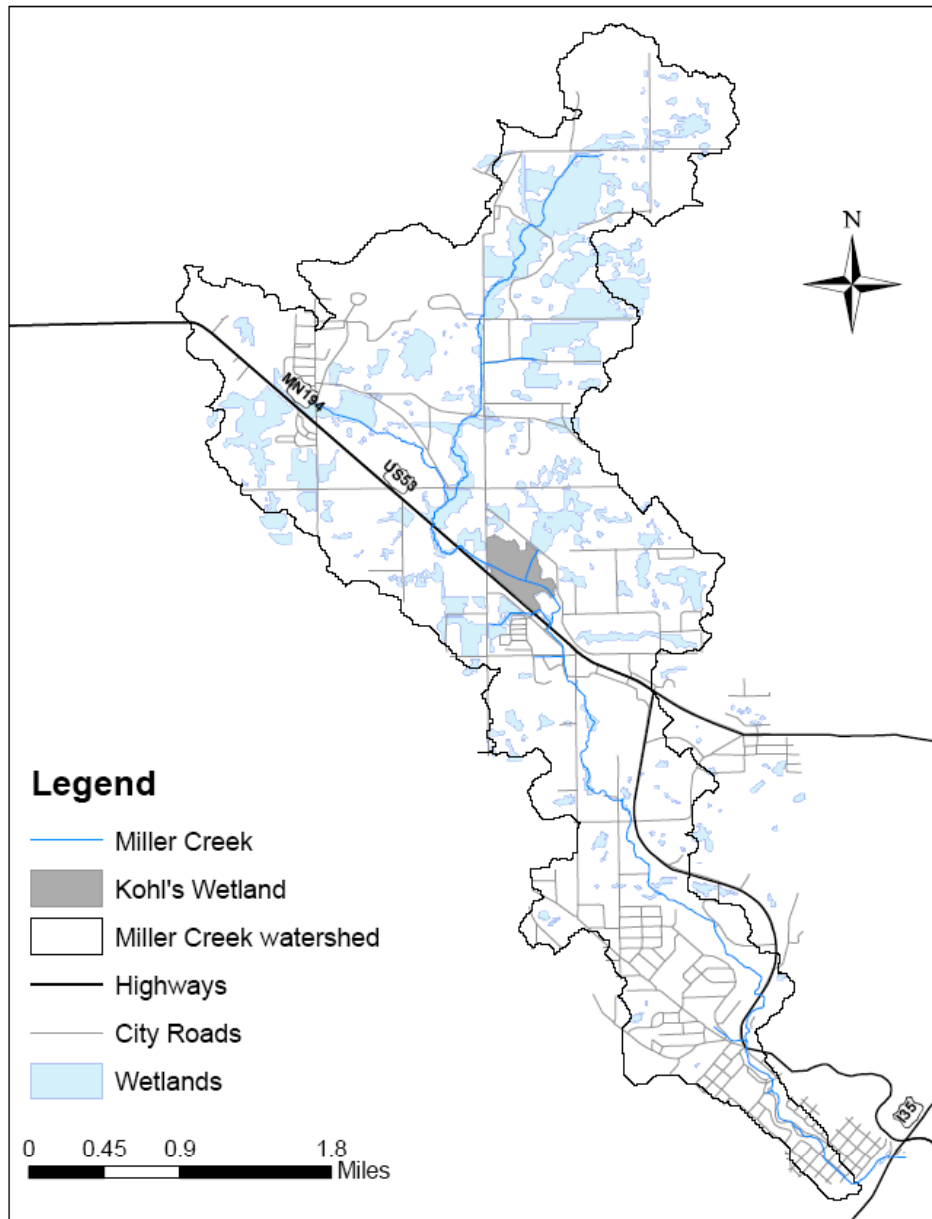 N
MN194
US53
Legend
Miller Creek
Kohl's Wetland
Miller Creek watershed
Highways
City Roads
Wetlands
I35
0 0.45 0.9 1.8
Miles